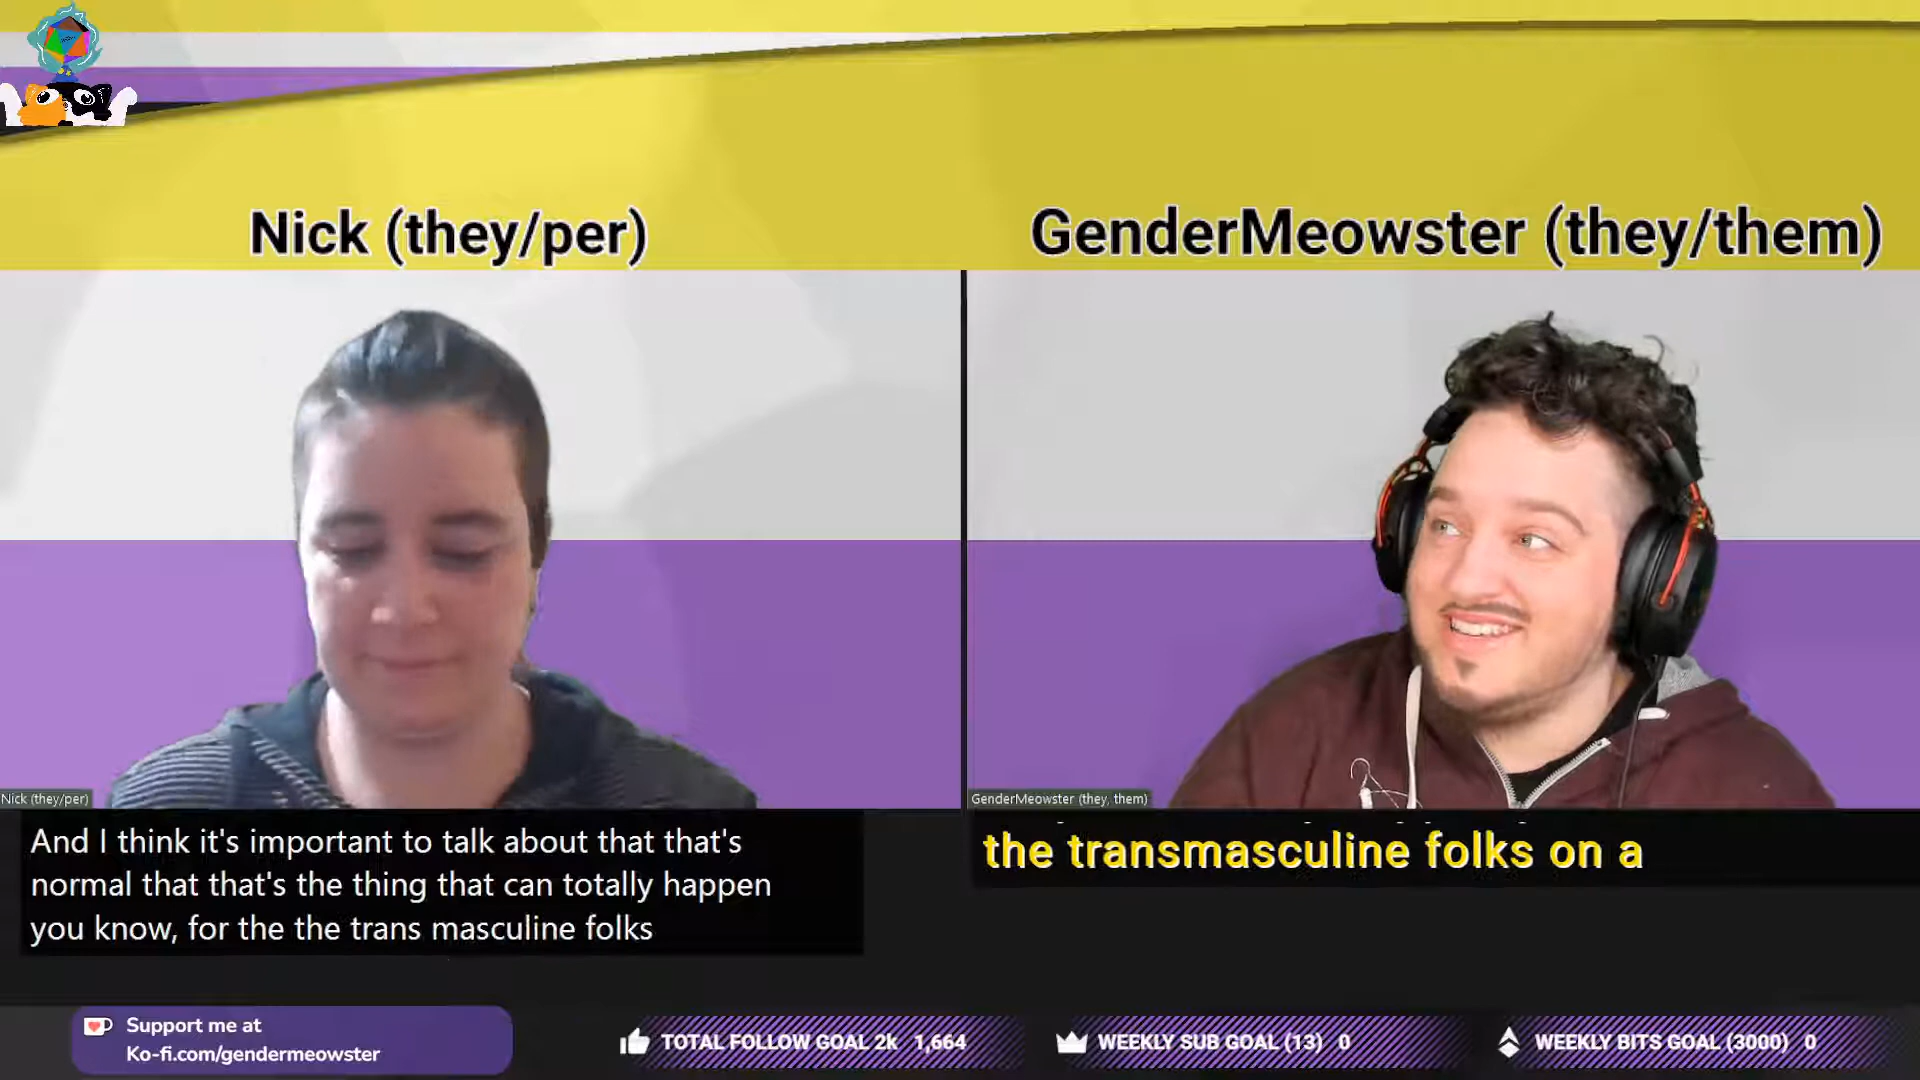 Nick (they/per)
GenderMeowster (they/them)
Nick (they/per)
GenderMeowster (they, them)
And I think it's important to talk about that that's
normal that that's the thing that can totally happen
you know, for the the trans masculine folks
the transmasculine folks on a
Support me at
Ko-fi.com/gendermeowster
TOTAL FOLLOW GOAL 2k 1,664
WEEKLY SUB GOAL (13) 0
WEEKLY BITS GOAL (3000) 0